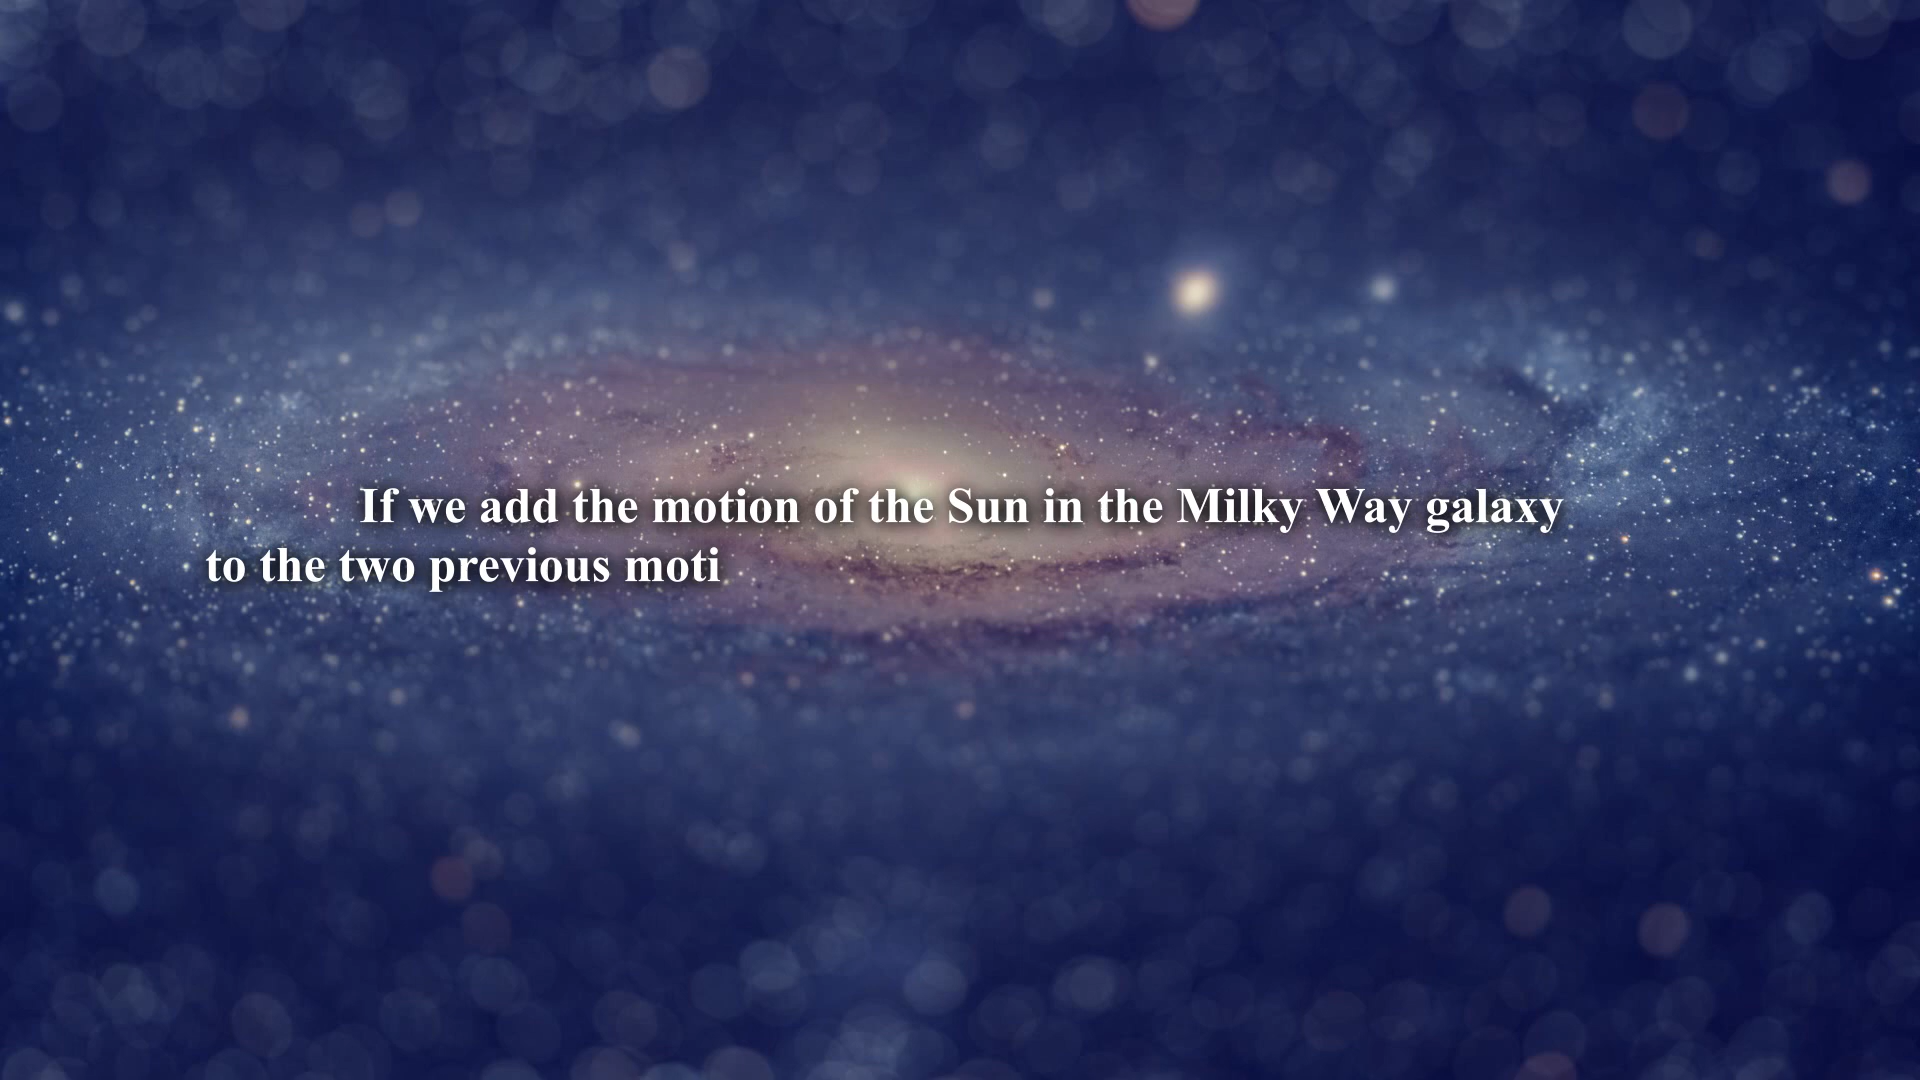 If we add the motion of the Sun in the Milky Way galaxy
to the two previous moti